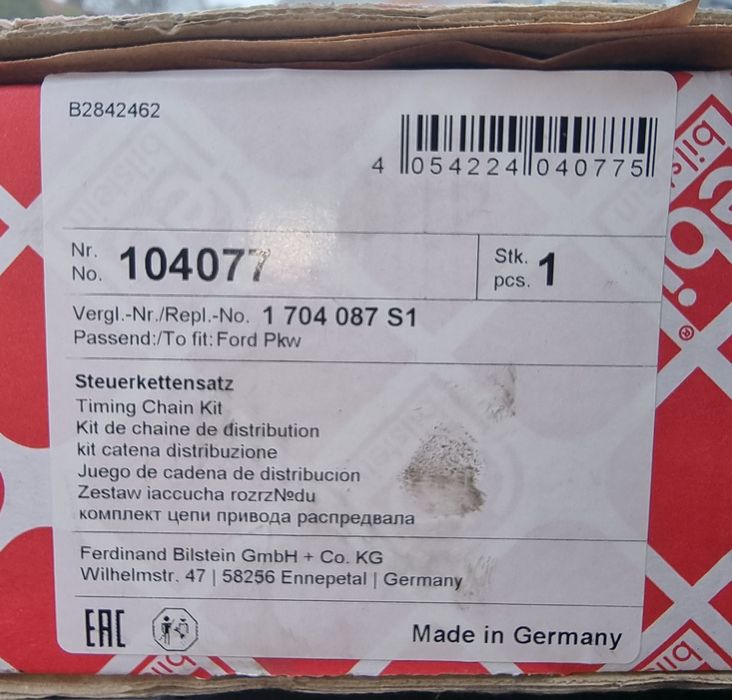 B2842462
4 054224 040775
Nr.
No. 104077
Stk.
pcs. 1
Vergl.-Nr./Repl.-No. 1 704 087 S1
Passend:/To fit: Ford Pkw
Steuerkettensatz
Timing Chain Kit
Kit de chaine de distribution
kit catena distribuzione
Juego de cadena de distribución
Zestaw iaccucha rozrz№du
комплект цепи привода распредвала
Ferdinand Bilstein GmbH + Co. KG
Wilhelmstr. 47 | 58256 Ennepetal | Germany
EAC
Made in Germany